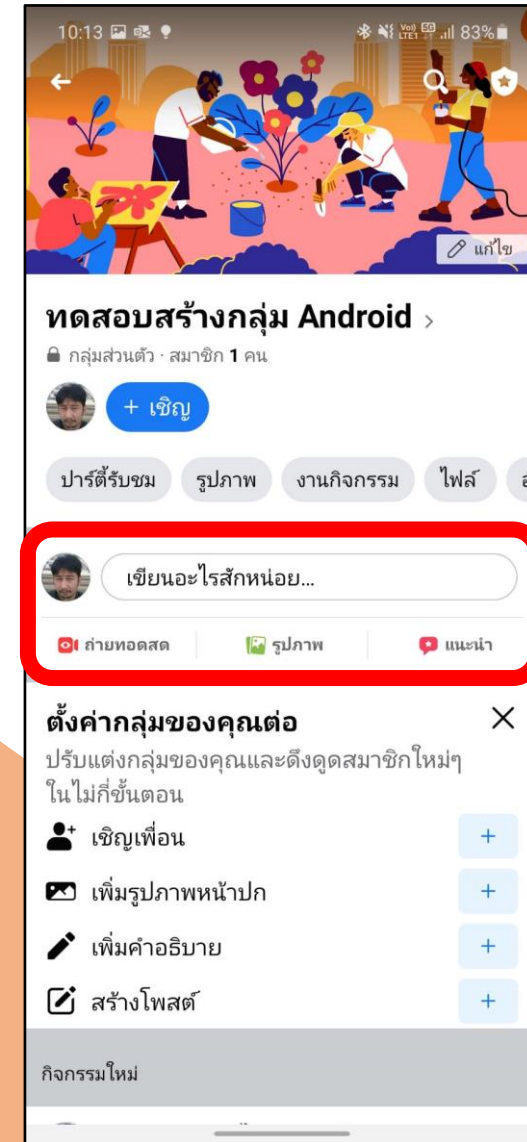 10:13 Vo) 5G LTE1 83%
แก้ไข
ทดสอบสร้างกลุ่ม Android >
กลุ่มส่วนตัว · สมาชิก 1 คน
+ เชิญ
ปาร์ตี้รับชม รูปภาพ งานกิจกรรม ไฟล์
เขียนอะไรสักหน่อย...
ถ่ายทอดสด รูปภาพ แนะนำ
ตั้งค่ากลุ่มของคุณต่อ
ปรับแต่งกลุ่มของคุณและดึงดูดสมาชิกใหม่ๆ
ในไม่กี่ขั้นตอน
เชิญเพื่อน +
เพิ่มรูปภาพหน้าปก +
เพิ่มคำอธิบาย +
สร้างโพสต์ +
กิจกรรมใหม่